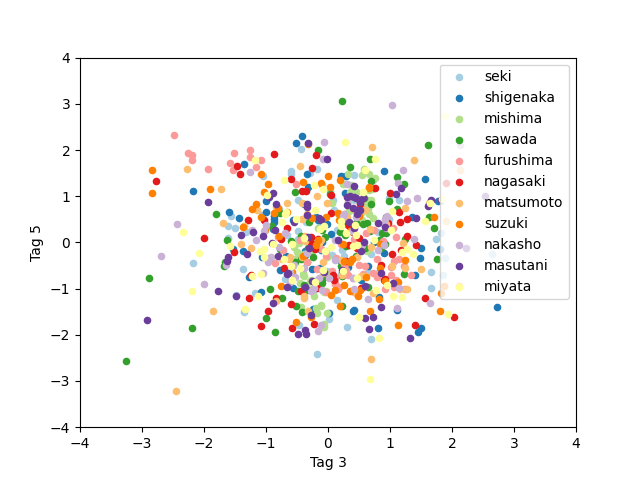 4
3
2
1
0
−1
−2
−3
−4
Tag 5
−4 −3 −2 −1 0 1 2 3 4
Tag 3
seki
shigenaka
mishima
sawada
furushima
nagasaki
matsumoto
suzuki
nakasho
masutani
miyata